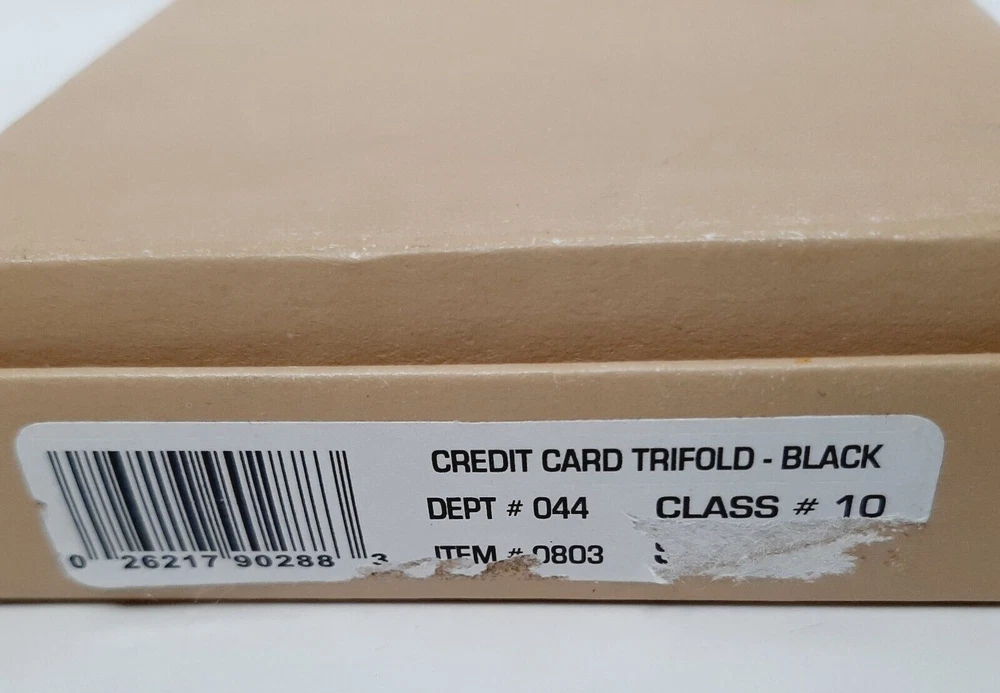 CREDIT CARD TRIFOLD - BLACK
DEPT # 044 CLASS # 10
ITEM # 0803
0 26217 90288 3